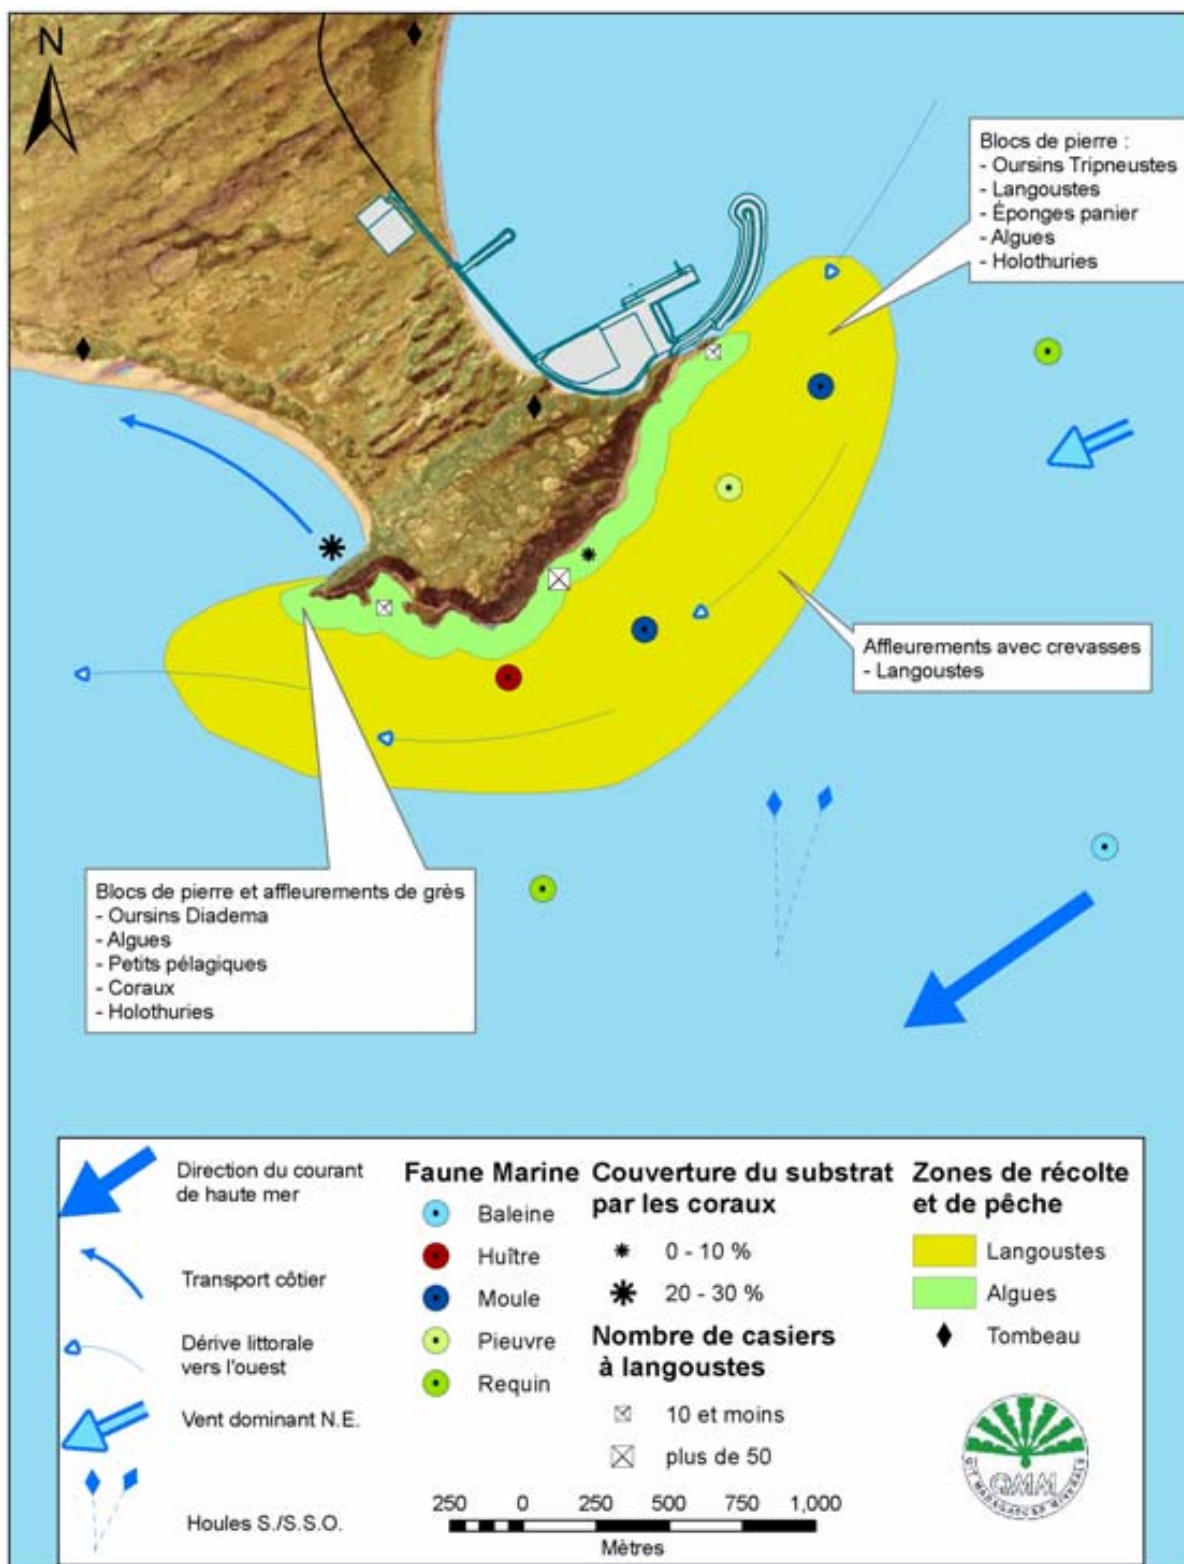 N
Blocs de pierre :
- Oursins Tripneustes
- Langoustes
- Éponges panier
- Algues
- Holothuries
Affleurements avec crevasses
- Langoustes
Blocs de pierre et affleurements de grès
- Oursins Diadema
- Algues
- Petits pélagiques
- Coraux
- Holothuries
Direction du courant
de haute mer
Transport côtier
Dérive littorale
vers l'ouest
Vent dominant N.E.
Houles S./S.S.O.
Faune Marine
Baleine
Huître
Moule
Pieuvre
Requin
Couverture du substrat
par les coraux
0 - 10 %
20 - 30 %
Nombre de casiers
à langoustes
10 et moins
plus de 50
Zones de récolte
et de pêche
Langoustes
Algues
Tombeau
250 0 250 500 750 1,000
Mètres
QMM
QIT MADAGASCAR MINERALS